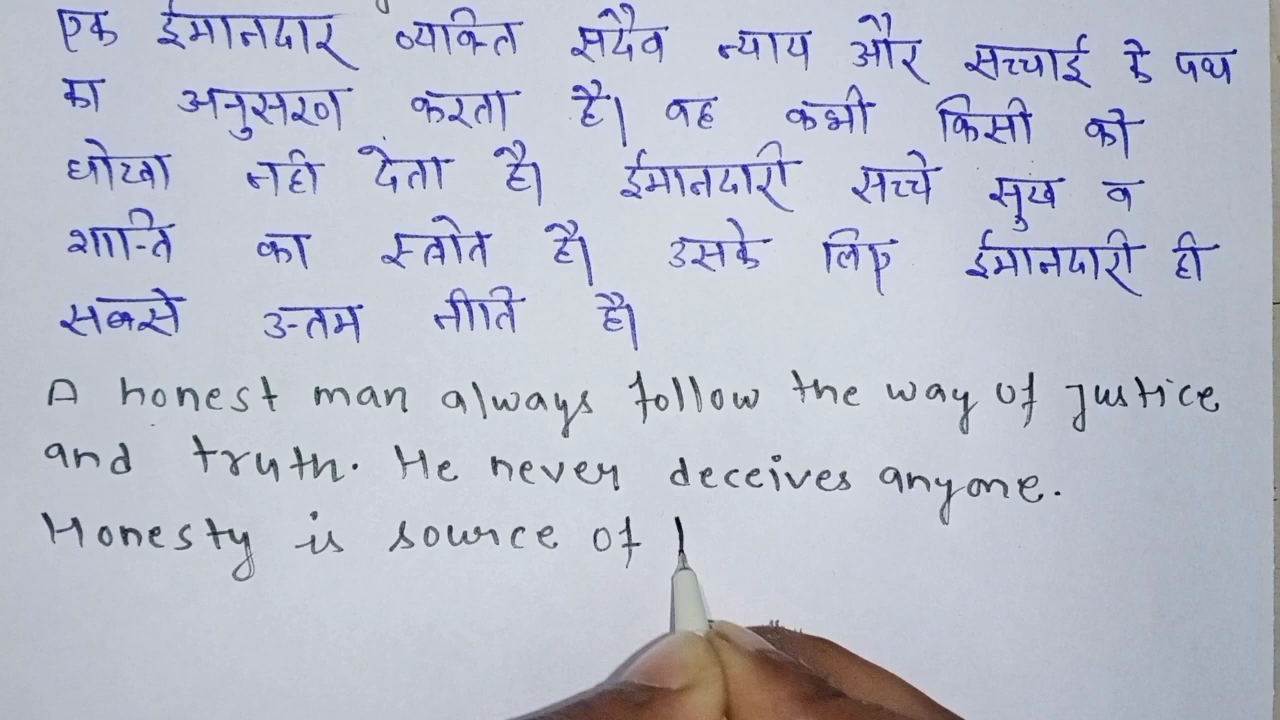 एक ईमानदार व्यक्ति सदैव न्याय और सच्चाई के पथ
का अनुसरण करता है। वह कभी किसी को
धोखा नही देता है। ईमानदारी सच्चे सुख व
शान्ति का स्त्रोत है। उसके लिए ईमानदारी ही
सबसे उत्तम नीति है।
A honest man always follow the way of justice
and truth. He never deceives anyone.
Honesty is source of